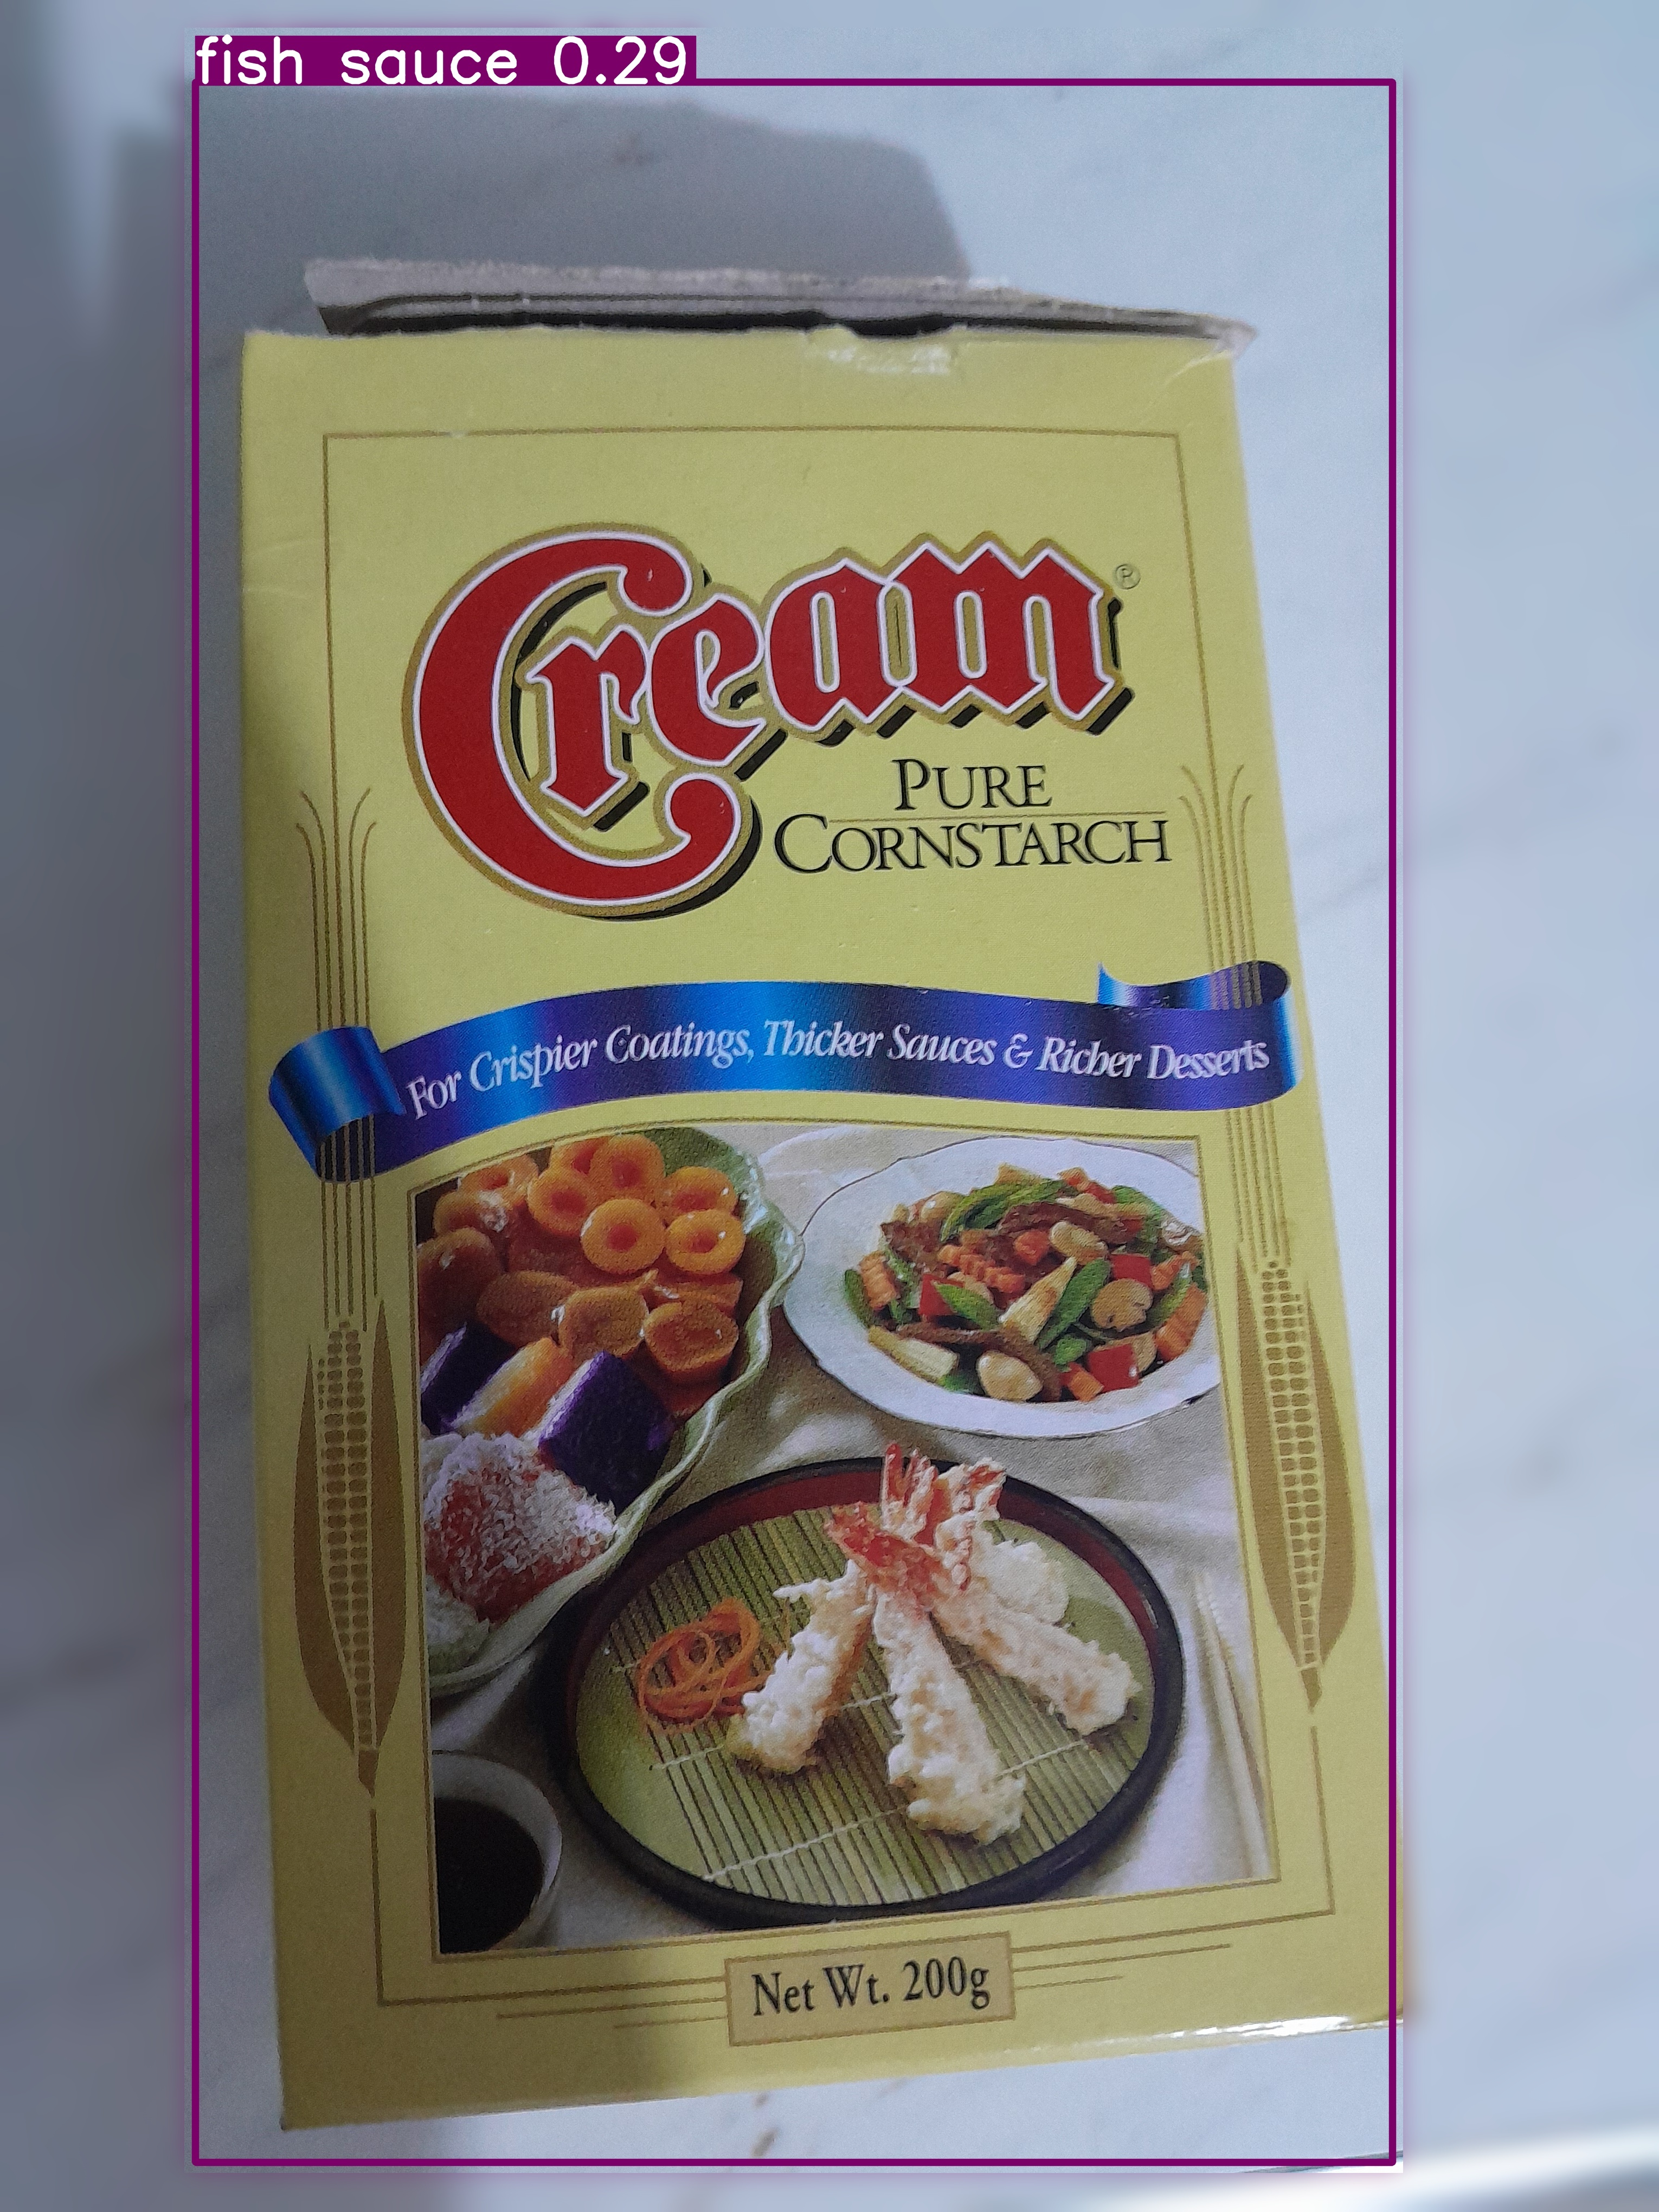 fish sauce 0.29
Cream®
PURE
CORNSTARCH
For Crispier Coatings, Thicker Sauces & Richer Desserts
Net Wt. 200g